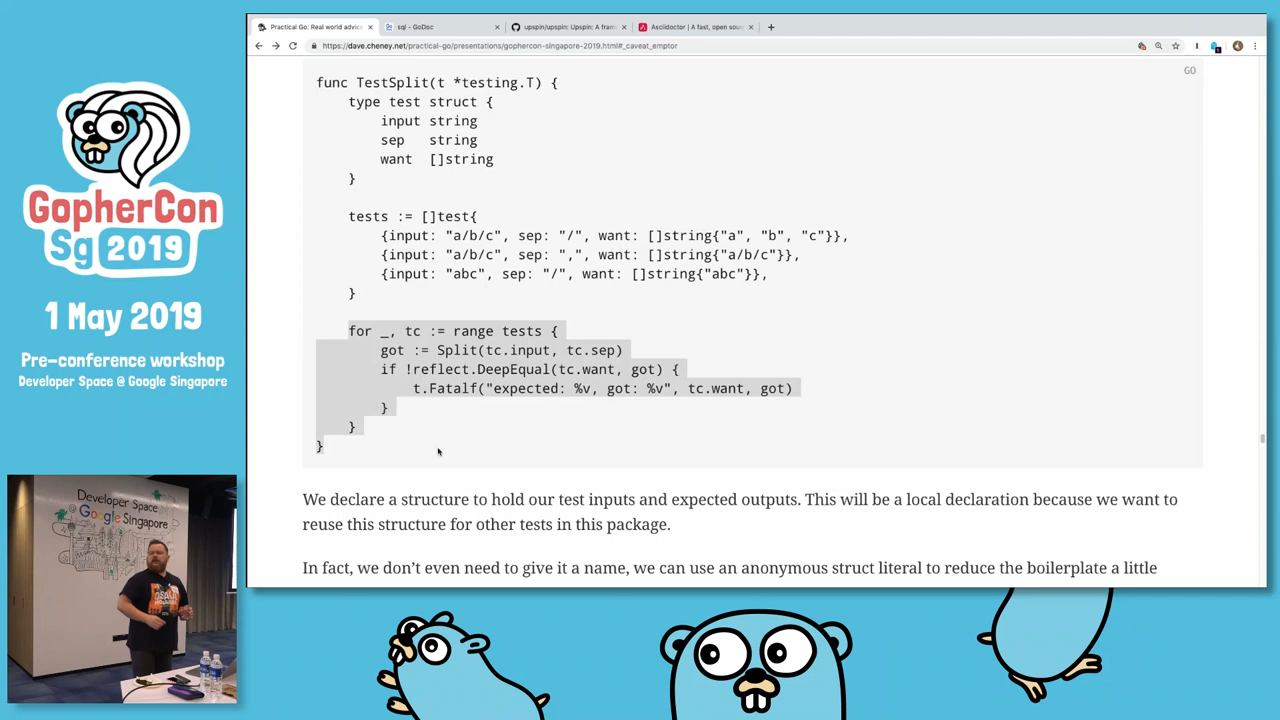 Practical Go: Real world advice
sql - GoDoc
upspin/upspin: Upspin: A fram
Asciidoctor | A fast, open sour
https://dave.cheney.net/practical-go/presentations/gophercon-singapore-2019.html#_caveat_emptor
GO
func TestSplit(t *testing.T) {
type test struct {
input string
sep string
want []string
}
tests := []test{
{input: "a/b/c", sep: "/", want: []string{"a", "b", "c"}},
{input: "a/b/c", sep: ",", want: []string{"a/b/c"}},
{input: "abc", sep: "/", want: []string{"abc"}},
}
for _, tc := range tests {
got := Split(tc.input, tc.sep)
if !reflect.DeepEqual(tc.want, got) {
t.Fatalf("expected: %v, got: %v", tc.want, got)
}
}
}
We declare a structure to hold our test inputs and expected outputs. This will be a local declaration because we want to
reuse this structure for other tests in this package.
In fact, we don't even need to give it a name, we can use an anonymous struct literal to reduce the boilerplate a little
GopherCon
Sg 2019
1 May 2019
Pre-conference workshop
Developer Space @ Google Singapore
Developer Space
@ Google Singapore